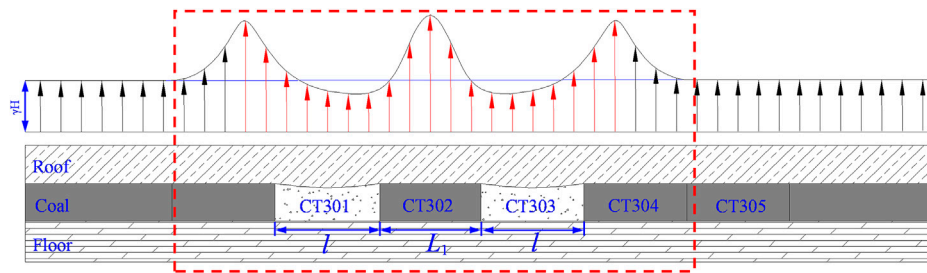 γH
Roof
Coal
CT301
CT302
CT303
CT304
CT305
l
L1
l
Floor